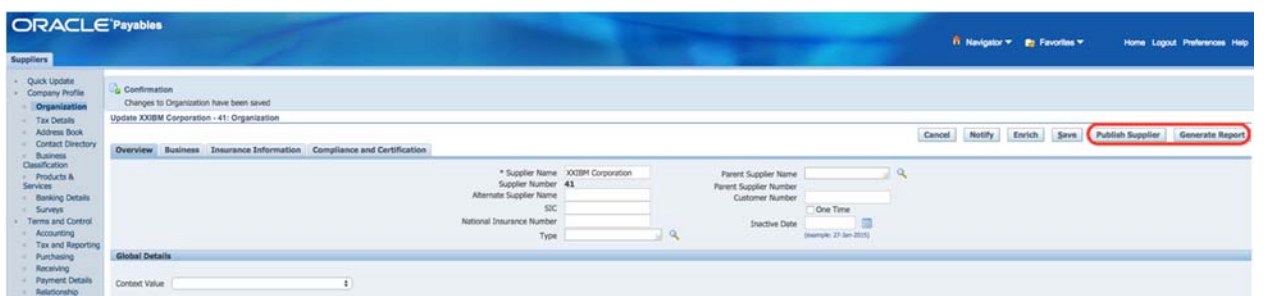 ORACLE Payables
Navigator Favorites Home Logout Preferences Help
Suppliers
Quick Update
Company Profile
Organization
Tax Details
Address Book
Contact Directory
Business
Classification
Products &
Services
Banking Details
Surveys
Terms and Control
Accounting
Tax and Reporting
Purchasing
Receiving
Payment Details
Relationship
Confirmation
Changes to Organization have been saved
Update XXIBM Corporation - 41: Organization
Cancel Notify Enrich Save Publish Supplier Generate Report
Overview Business Insurance Information Compliance and Certification
* Supplier Name XXIBM Corporation
Supplier Number 41
Alternate Supplier Name
SIC
National Insurance Number
Type
Parent Supplier Name
Parent Supplier Number
Customer Number
One Time
Inactive Date
(example: 27-Jan-2015)
Global Details
Context Value